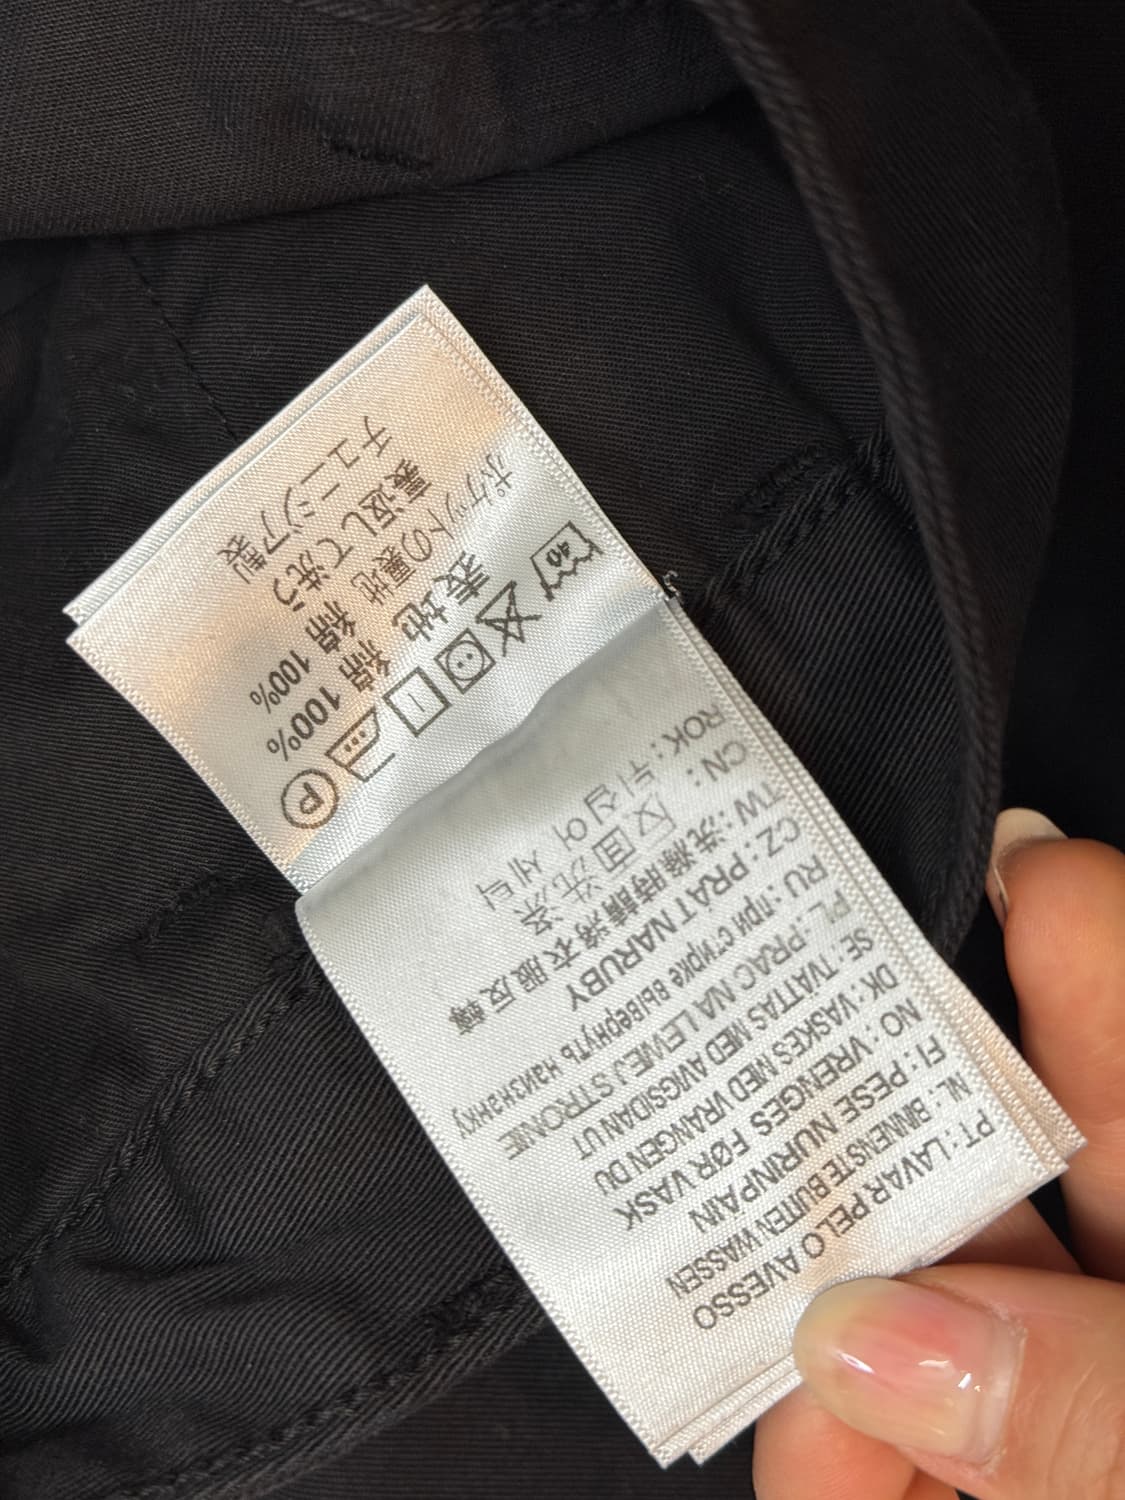 PT: LAVAR PELO AVESSO
NL: BINNENSTE BUITEN WASSEN
FI: PESE NURINPÄIN
NO: VRENGES FØR VASK
DK: VASKES MED VRANGEN DU
SE: TVÄTTAS MED AVIGSIDAN UT
PL: PRAĆ NA LEWEJ STRONIE
RU: при стирке вывернуть наизнанку
CZ: PRÁT NARUBY
TW: 洗滌時請將衣服反轉
CN: 反面洗涤
ROK: 뒤집어 세탁
40 P
表地 綿 100%
ポケットの裏地 綿 100%
裏返して洗う
チュニジア製